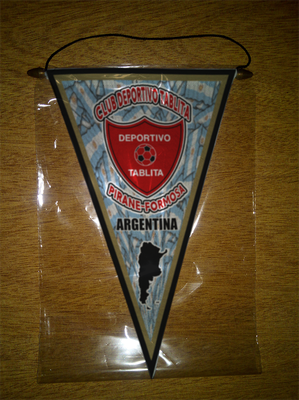 CLUB DEPORTIVO TABLITA
DEPORTIVO
TABLITA
PIRANE-FORMOSA
ARGENTINA